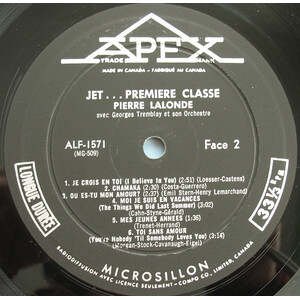 APEX
TRADE MARK
MADE IN CANADA - FABRIQUÉ AU CANADA
JET... PREMIERE CLASSE
PIERRE LALONDE
avec Georges Tremblay et son Orchestre
ALF-1571
(MG-509)
Face 2
LONGUE DURÉE
33⅓ t/m
1. JE CROIS EN TOI (I Believe In You) (2:51) (Loesser-Castens)
2. CHAMAKA (2:30) (Costa-Guerrero)
3. OU ES-TU MON AMOUR? (2:32) (Emil Stern-Henry Lemarchand)
4. MOI JE SUIS EN VACANCES
(The Things We Did Last Summer) (3:02)
(Cahn-Styne-Gérald)
5. MES JEUNES ANNEES (2:36)
(Trenet-Herrand)
6. TOI SANS AMOUR
(You're Nobody 'Til Somebody Loves You) (3:14)
(Morgan-Stock-Cavanaugh-Eigel)
MICROSILLON
RADIODIFFUSION AVEC LICENCE SEULEMENT - COMPO CO., LIMITED, CANADA